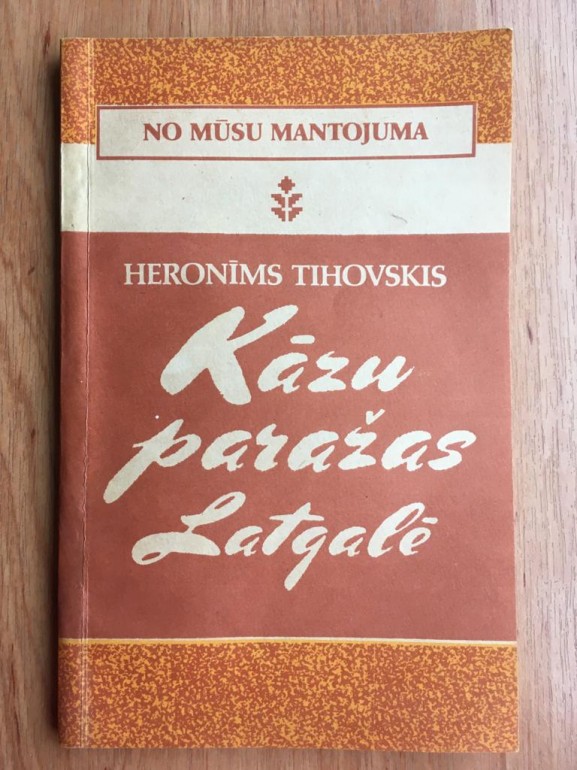 NO MŪSU MANTOJUMA
HERONĪMS TIHOVSKIS
Kāzu
paražas
Latgalē